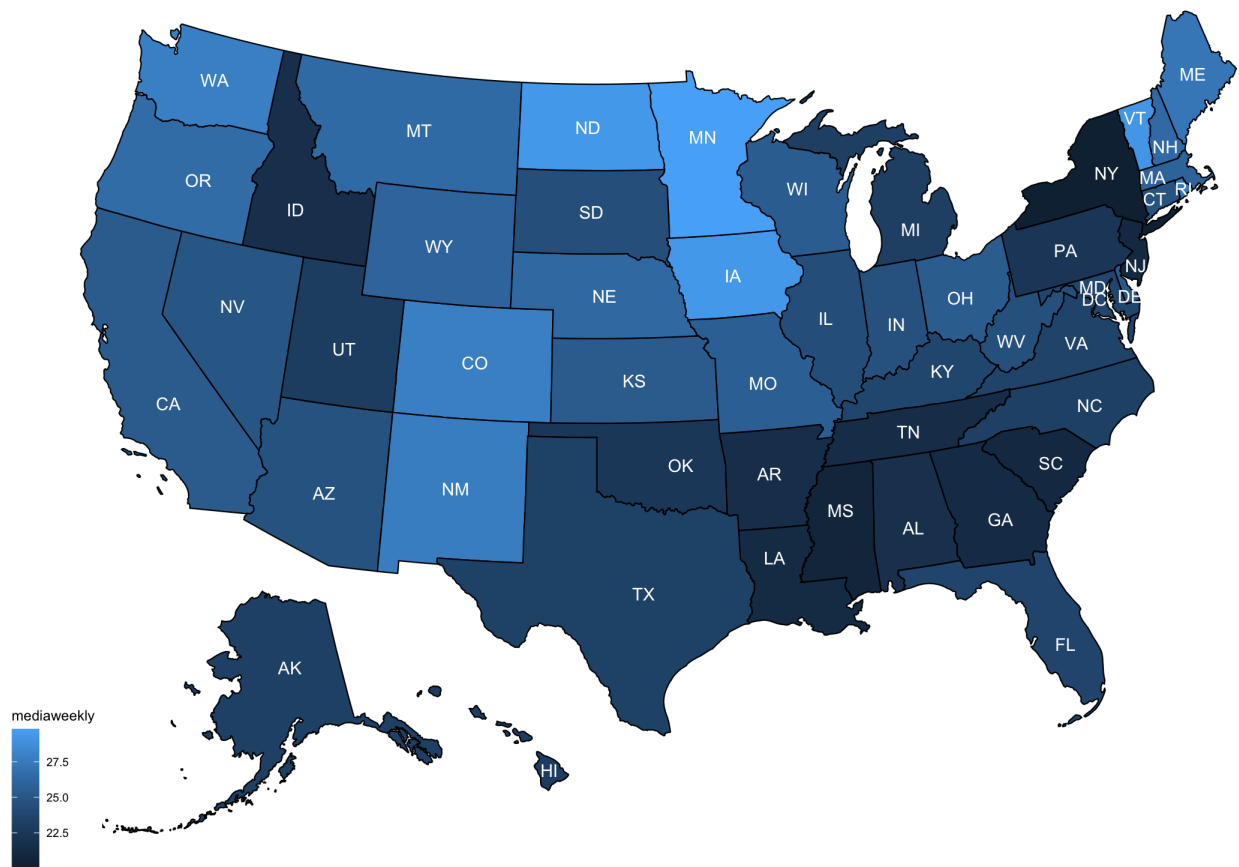 WA
ME
MT
ND
MN
VT
NH
OR
ID
WI
NY
MA
RI
CT
SD
MI
WY
PA
IA
NJ
NV
NE
OH
MD
DC
DE
IL
IN
UT
CO
WV
VA
KS
MO
KY
CA
NC
TN
OK
AR
SC
AZ
NM
MS
GA
AL
LA
TX
FL
AK
HI
mediaweekly
27.5
25.0
22.5